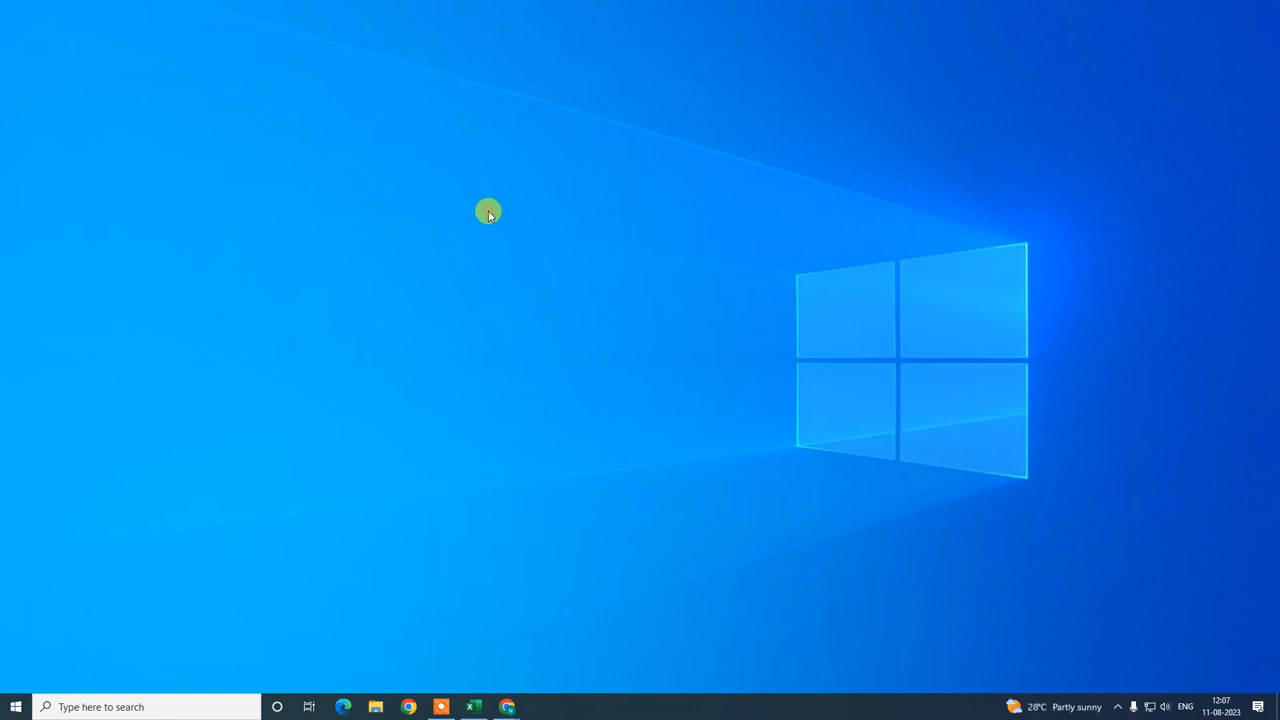 Type here to search
28°C Partly sunny
ENG
12:07
11-08-2023